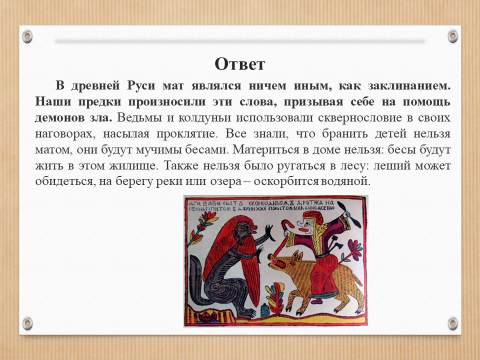 Ответ
В древней Руси мат являлся ничем иным, как заклинанием.
Наши предки произносили эти слова, призывая себе на помощь
демонов зла. Ведьмы и колдуньи использовали сквернословие в своих
наговорах, насылая проклятие. Все знали, что бранить детей нельзя
матом, они будут мучимы бесами. Материться в доме нельзя: бесы будут
жить в этом жилище. Также нельзя было ругаться в лесу: леший может
обидеться, на берегу реки или озера – оскорбится водяной.